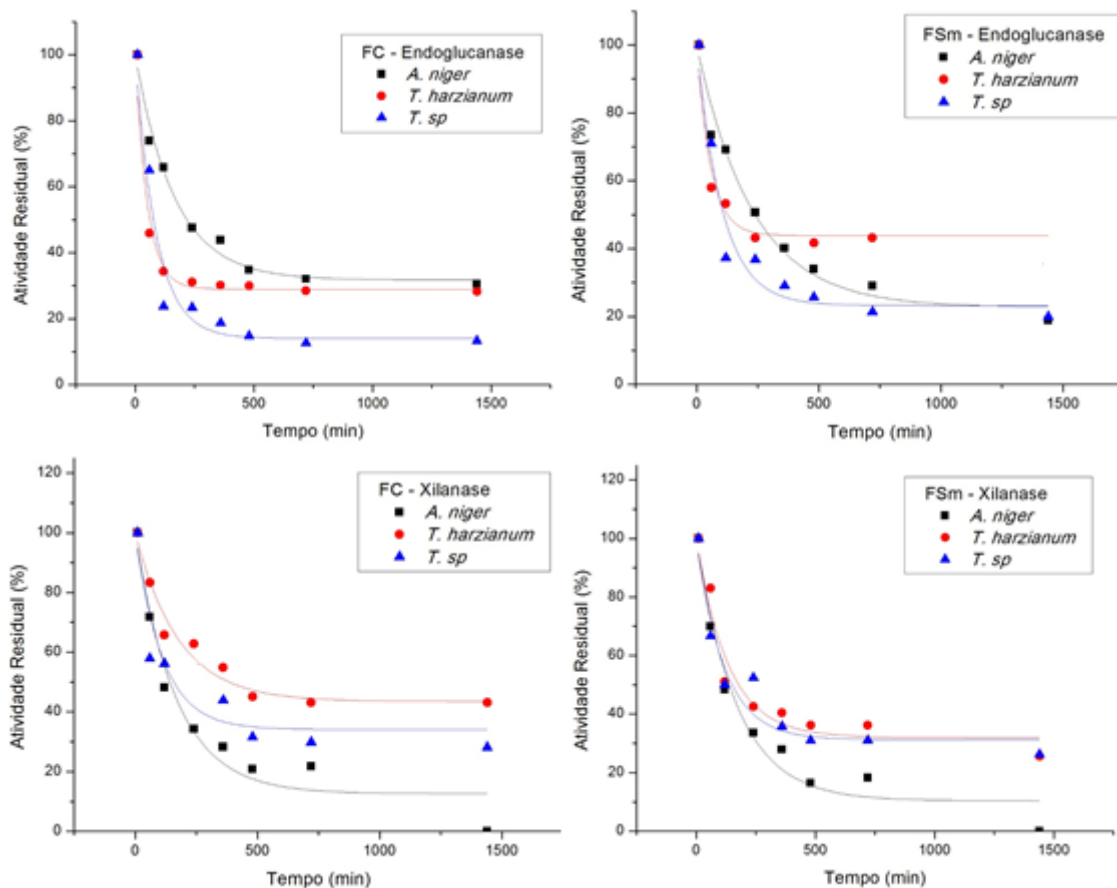 FC - Endoglucanase
A. niger
T. harzianum
T. sp
Atividade Residual (%)
100
80
60
40
20
0
0
500
1000
1500
Tempo (min)
FSm - Endoglucanase
A. niger
T. harzianum
T. sp
Atividade Residual (%)
100
80
60
40
20
0
0
500
1000
1500
Tempo (min)
FC - Xilanase
A. niger
T. harzianum
T. sp
Atividade Residual (%)
120
100
80
60
40
20
0
0
500
1000
1500
Tempo (min)
FSm - Xilanase
A. niger
T. harzianum
T. sp
Atividade Residual (%)
120
100
80
60
40
20
0
0
500
1000
1500
Tempo (min)